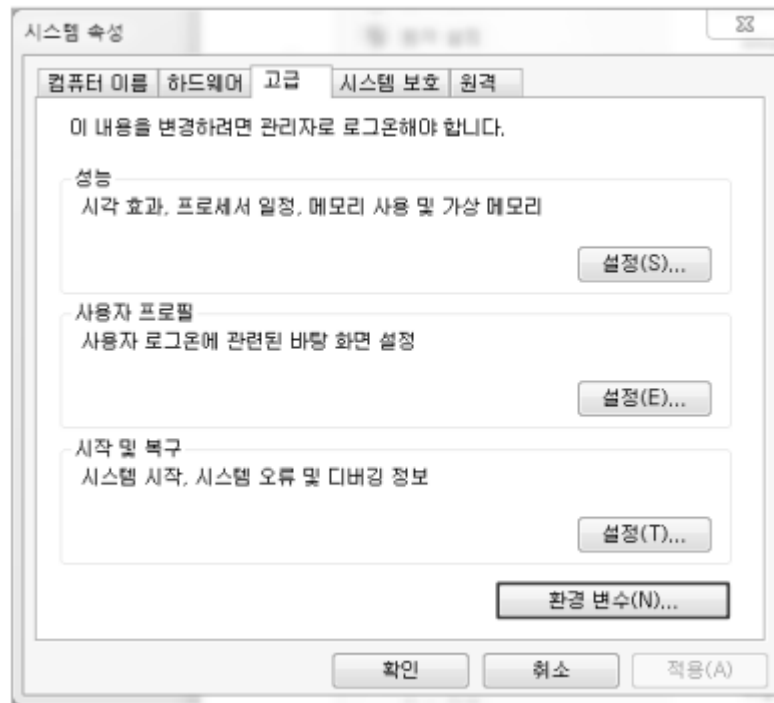 시스템 속성
컴퓨터 이름 하드웨어 고급 시스템 보호 원격
이 내용을 변경하려면 관리자로 로그온해야 합니다.
성능
시각 효과, 프로세서 일정, 메모리 사용 및 가상 메모리
설정(S)...
사용자 프로필
사용자 로그온에 관련된 바탕 화면 설정
설정(E)...
시작 및 복구
시스템 시작, 시스템 오류 및 디버깅 정보
설정(T)...
환경 변수(N)...
확인 취소 적용(A)